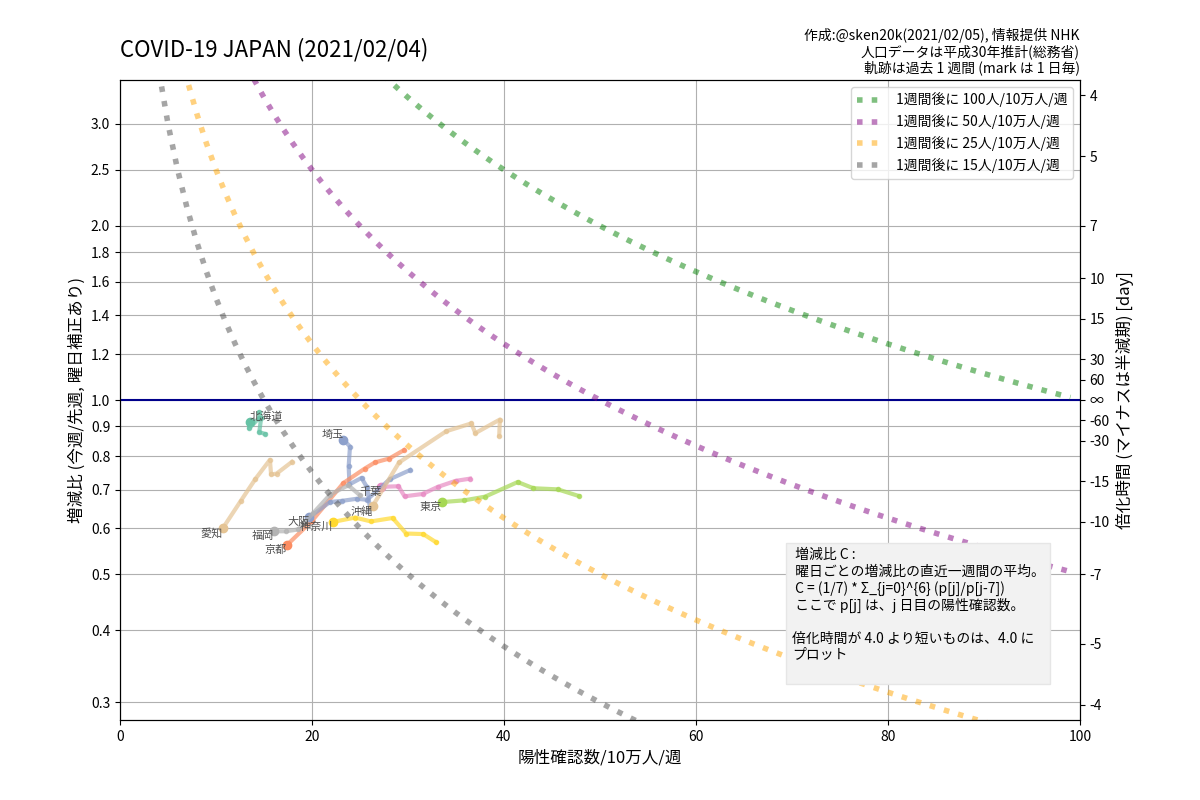 COVID-19 JAPAN (2021/02/04)
作成:@sken20k(2021/02/05), 情報提供 NHK
人口データは平成30年推計(総務省)
軌跡は過去 1 週間 (mark は 1 日毎)
1週間後に 100人/10万人/週
1週間後に 50人/10万人/週
1週間後に 25人/10万人/週
1週間後に 15人/10万人/週
増減比 (今週/先週, 曜日補正あり)
3.0
2.5
2.0
1.8
1.6
1.4
1.2
1.0
0.9
0.8
0.7
0.6
0.5
0.4
0.3
4
5
7
10
15
30
60
∞
-60
-30
-15
-10
-7
-5
-4
倍化時間 (マイナスは半減期) [day]
北海道
埼玉
千葉
東京
沖縄
大阪
神奈川
愛知
福岡
京都
増減比 C :
曜日ごとの増減比の直近一週間の平均。
C = (1/7) * Σ_{j=0}^{6} (p[j]/p[j-7])
ここで p[j] は、j 日目の陽性確認数。
倍化時間が 4.0 より短いものは、4.0 に
プロット
0 20 40 60 80 100
陽性確認数/10万人/週